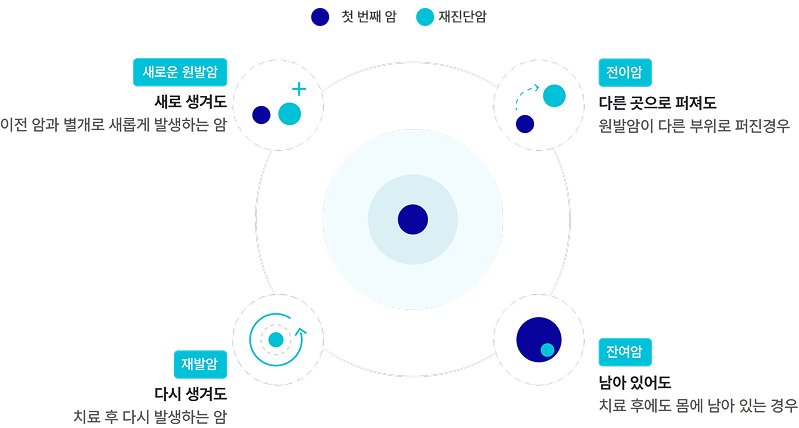 첫 번째 암
재진단암
새로운 원발암
새로 생겨도
이전 암과 별개로 새롭게 발생하는 암
전이암
다른 곳으로 퍼져도
원발암이 다른 부위로 퍼진경우
재발암
다시 생겨도
치료 후 다시 발생하는 암
잔여암
남아 있어도
치료 후에도 몸에 남아 있는 경우